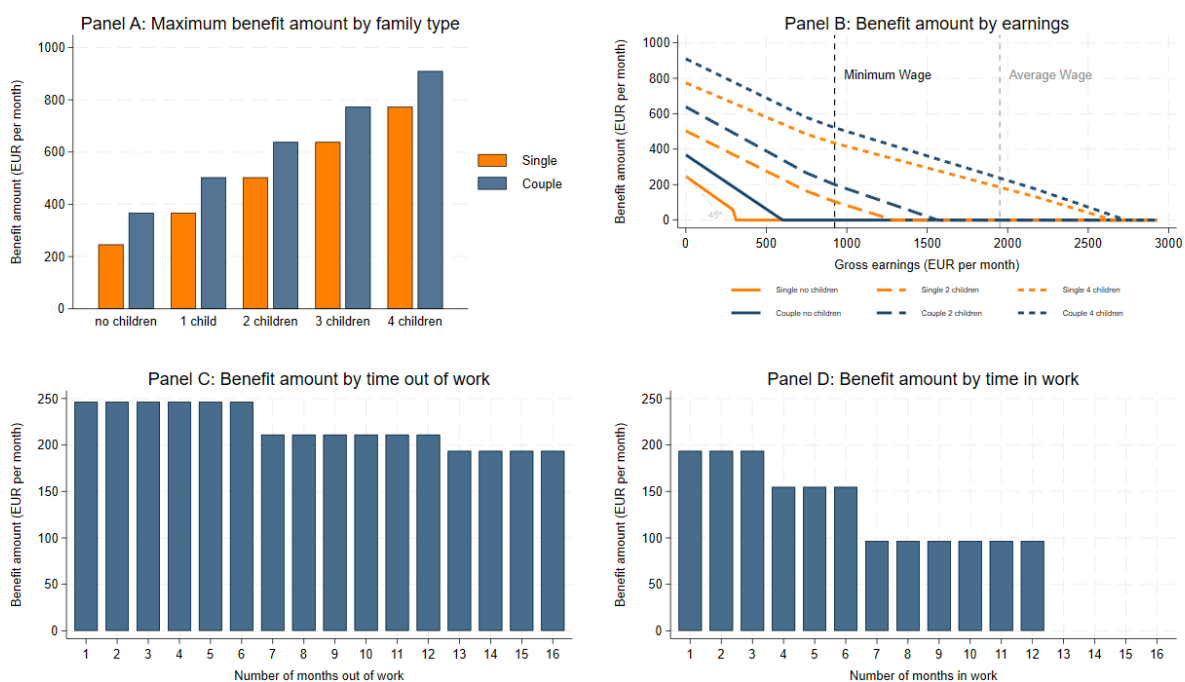 Panel A: Maximum benefit amount by family type
Benefit amount (EUR per month)
1000
800
600
400
200
0
no children 1 child 2 children 3 children 4 children
Single
Couple
Panel B: Benefit amount by earnings
Benefit amount (EUR per month)
1000
800
600
400
200
0
Minimum Wage
Average Wage
46°
0 500 1000 1500 2000 2500 3000
Gross earnings (EUR per month)
Single no children Single 2 children Single 4 children
Couple no children Couple 2 children Couple 4 children
Panel C: Benefit amount by time out of work
Benefit amount (EUR per month)
250
200
150
100
50
0
1 2 3 4 5 6 7 8 9 10 11 12 13 14 15 16
Number of months out of work
Panel D: Benefit amount by time in work
Benefit amount (EUR per month)
250
200
150
100
50
0
1 2 3 4 5 6 7 8 9 10 11 12 13 14 15 16
Number of months in work